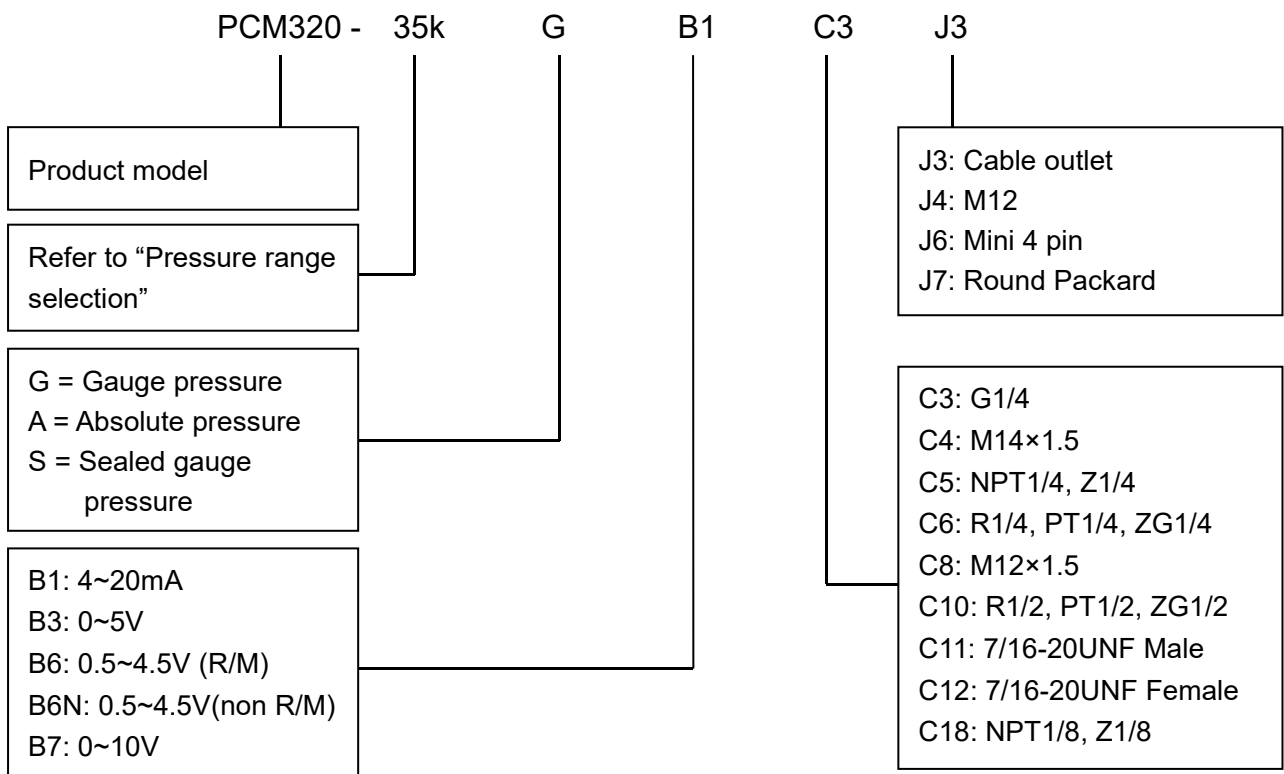 PCM320 - 35k G B1 C3 J3
Product model
Refer to “Pressure range
selection”
G = Gauge pressure
A = Absolute pressure
S = Sealed gauge
pressure
B1: 4~20mA
B3: 0~5V
B6: 0.5~4.5V (R/M)
B6N: 0.5~4.5V(non R/M)
B7: 0~10V
J3: Cable outlet
J4: M12
J6: Mini 4 pin
J7: Round Packard
C3: G1/4
C4: M14×1.5
C5: NPT1/4, Z1/4
C6: R1/4, PT1/4, ZG1/4
C8: M12×1.5
C10: R1/2, PT1/2, ZG1/2
C11: 7/16-20UNF Male
C12: 7/16-20UNF Female
C18: NPT1/8, Z1/8